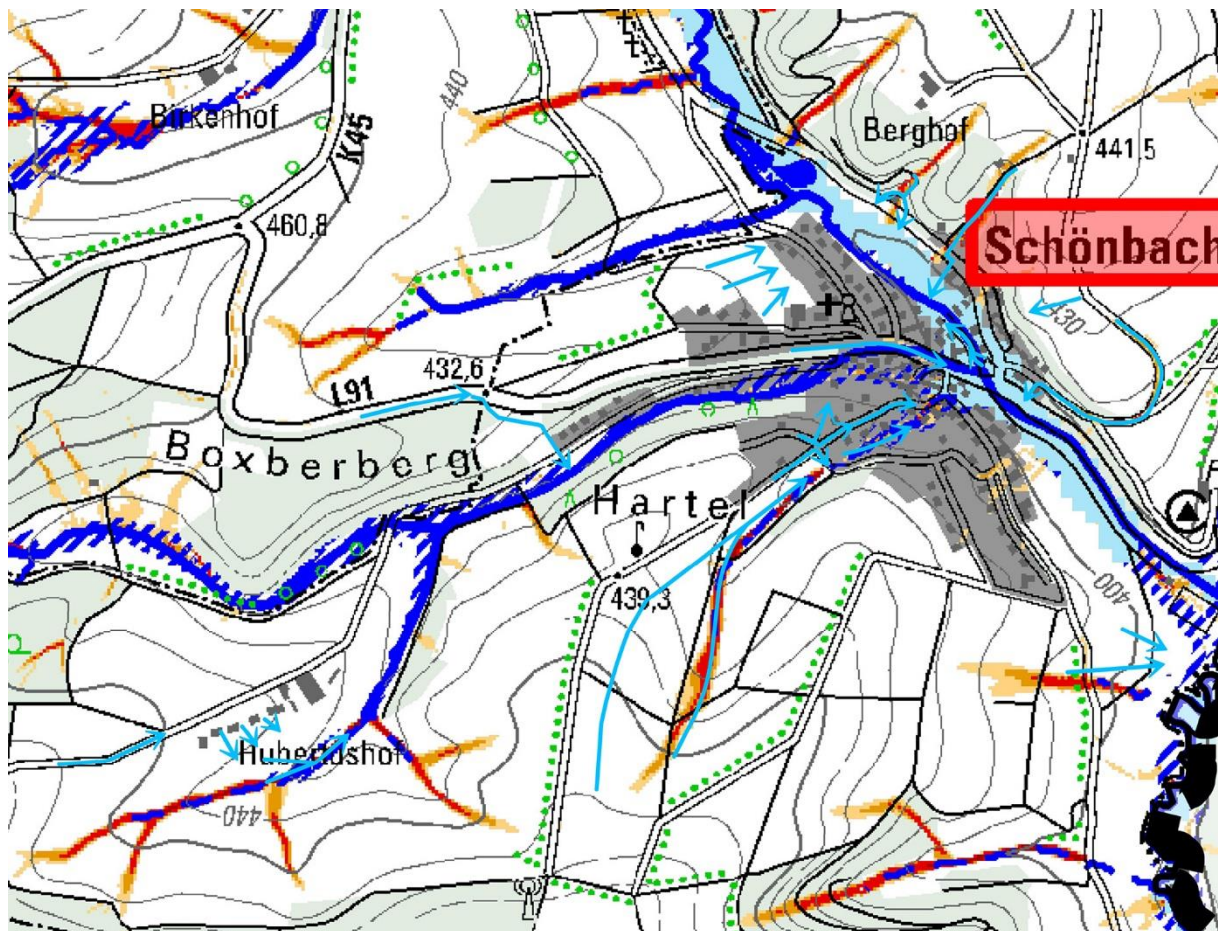 440
Birkenhof
K45
Berghof
441,5
460,8
Schönbach
430
432,6
L91
Boxberberg
Hartel
439,3
400
Hubertushof
440